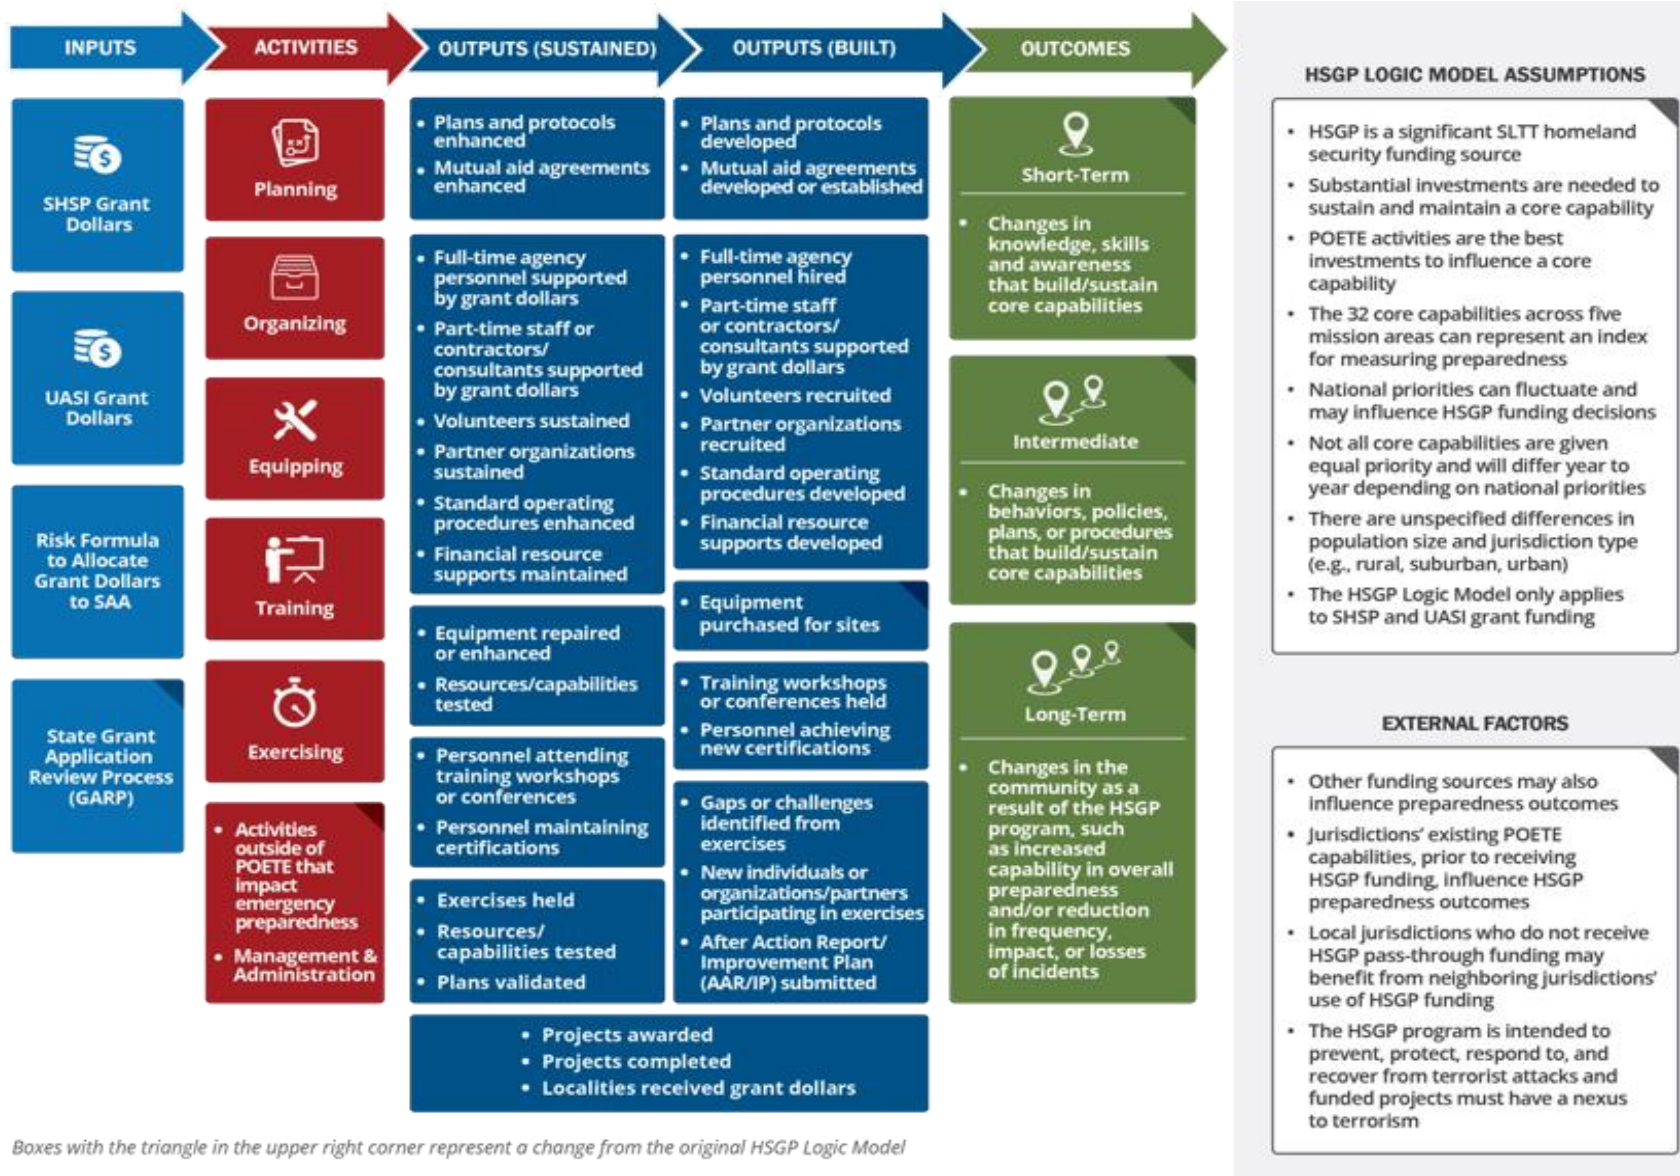 INPUTS
ACTIVITIES
OUTPUTS (SUSTAINED)
OUTPUTS (BUILT)
OUTCOMES
SHSP Grant
Dollars
UASI Grant
Dollars
Risk Formula
to Allocate
Grant Dollars
to SAA
State Grant
Application
Review Process
(GARP)
Planning
Organizing
Equipping
Training
Exercising
• Activities
outside of
POETE that
impact
emergency
preparedness
• Management &
Administration
• Plans and protocols
enhanced
• Mutual aid agreements
enhanced
• Full-time agency
personnel supported
by grant dollars
• Part-time staff or
contractors/
consultants supported
by grant dollars
• Volunteers sustained
• Partner organizations
sustained
• Standard operating
procedures enhanced
• Financial resource
supports maintained
• Equipment repaired
or enhanced
• Resources/capabilities
tested
• Personnel attending
training workshops
or conferences
• Personnel maintaining
certifications
• Exercises held
• Resources/
capabilities tested
• Plans validated
• Plans and protocols
developed
• Mutual aid agreements
developed or established
• Full-time agency
personnel hired
• Part-time staff
or contractors/
consultants supported
by grant dollars
• Volunteers recruited
• Partner organizations
recruited
• Standard operating
procedures developed
• Financial resource
supports developed
• Equipment
purchased for sites
• Training workshops
or conferences held
• Personnel achieving
new certifications
• Gaps or challenges
identified from
exercises
• New individuals or
organizations/partners
participating in exercises
• After Action Report/
Improvement Plan
(AAR/IP) submitted
• Projects awarded
• Projects completed
• Localities received grant dollars
Short-Term
• Changes in
knowledge, skills
and awareness
that build/sustain
core capabilities
Intermediate
• Changes in
behaviors, policies,
plans, or procedures
that build/sustain
core capabilities
Long-Term
• Changes in the
community as a
result of the HSGP
program, such
as increased
capability in overall
preparedness
and/or reduction
in frequency,
impact, or losses
of incidents
HSGP LOGIC MODEL ASSUMPTIONS
• HSGP is a significant SLTT homeland
security funding source
• Substantial investments are needed to
sustain and maintain a core capability
• POETE activities are the best
investments to influence a core
capability
• The 32 core capabilities across five
mission areas can represent an index
for measuring preparedness
• National priorities can fluctuate and
may influence HSGP funding decisions
• Not all core capabilities are given
equal priority and will differ year to
year depending on national priorities
• There are unspecified differences in
population size and jurisdiction type
(e.g., rural, suburban, urban)
• The HSGP Logic Model only applies
to SHSP and UASI grant funding
EXTERNAL FACTORS
• Other funding sources may also
influence preparedness outcomes
• Jurisdictions' existing POETE
capabilities, prior to receiving
HSGP funding, influence HSGP
preparedness outcomes
• Local jurisdictions who do not receive
HSGP pass-through funding may
benefit from neighboring jurisdictions'
use of HSGP funding
• The HSGP program is intended to
prevent, protect, respond to, and
recover from terrorist attacks and
funded projects must have a nexus
to terrorism
Boxes with the triangle in the upper right corner represent a change from the original HSGP Logic Model